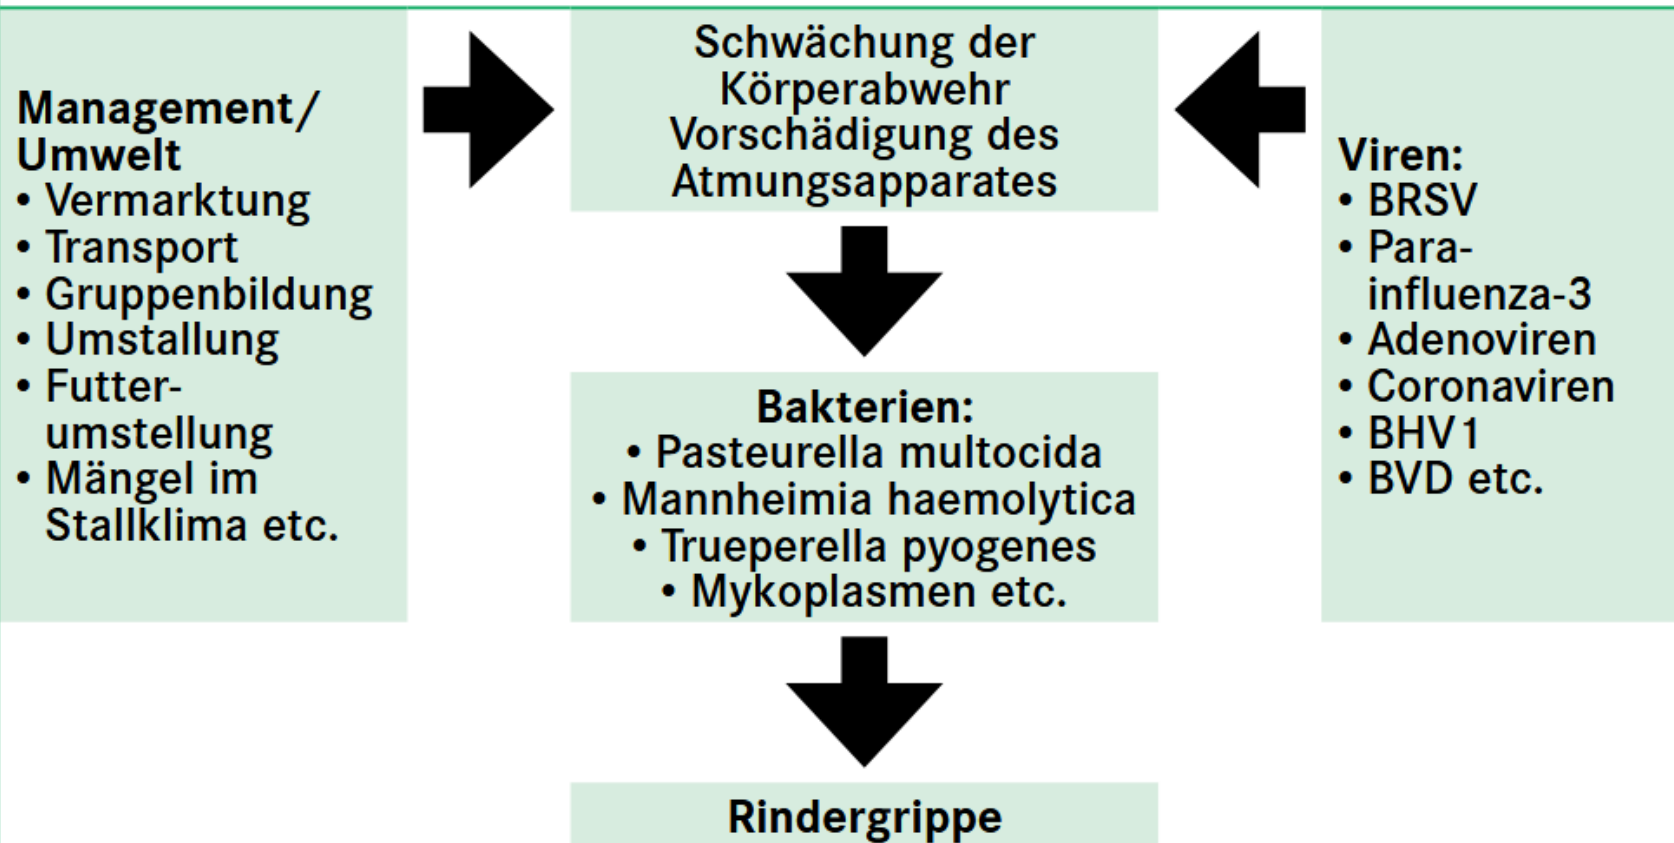 Management/
Umwelt
• Vermarktung
• Transport
• Gruppenbildung
• Umstallung
• Futter-
umstellung
• Mängel im
Stallklima etc.
Schwächung der
Körperabwehr
Vorschädigung des
Atmungsapparates
Viren:
• BRSV
• Para-
influenza-3
• Adenoviren
• Coronaviren
• BHV1
• BVD etc.
Bakterien:
• Pasteurella multocida
• Mannheimia haemolytica
• Trueperella pyogenes
• Mykoplasmen etc.
Rindergrippe